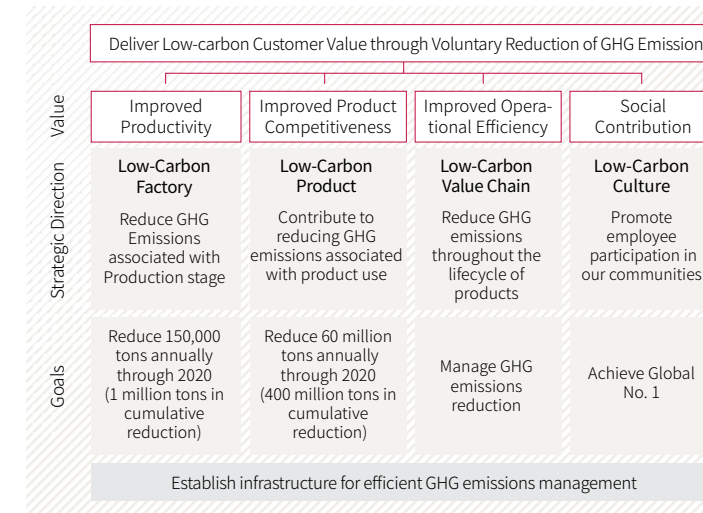 Deliver Low-carbon Customer Value through Voluntary Reduction of GHG Emission
Value
Improved
Productivity
Improved Product
Competitiveness
Improved Opera-
tional Efficiency
Social
Contribution
Strategic Direction
Low-Carbon
Factory
Reduce GHG
Emissions
associated with
Production stage
Low-Carbon
Product
Contribute to
reducing GHG
emissions associated
with product use
Low-Carbon
Value Chain
Reduce GHG
emissions
throughout the
lifecycle of
products
Low-Carbon
Culture
Promote
employee
participation in
our communities
Goals
Reduce 150,000
tons annually
through 2020
(1 million tons in
cumulative
reduction)
Reduce 60 million
tons annually
through 2020
(400 million tons in
cumulative
reduction)
Manage GHG
emissions
reduction
Achieve Global
No. 1
Establish infrastructure for efficient GHG emissions management